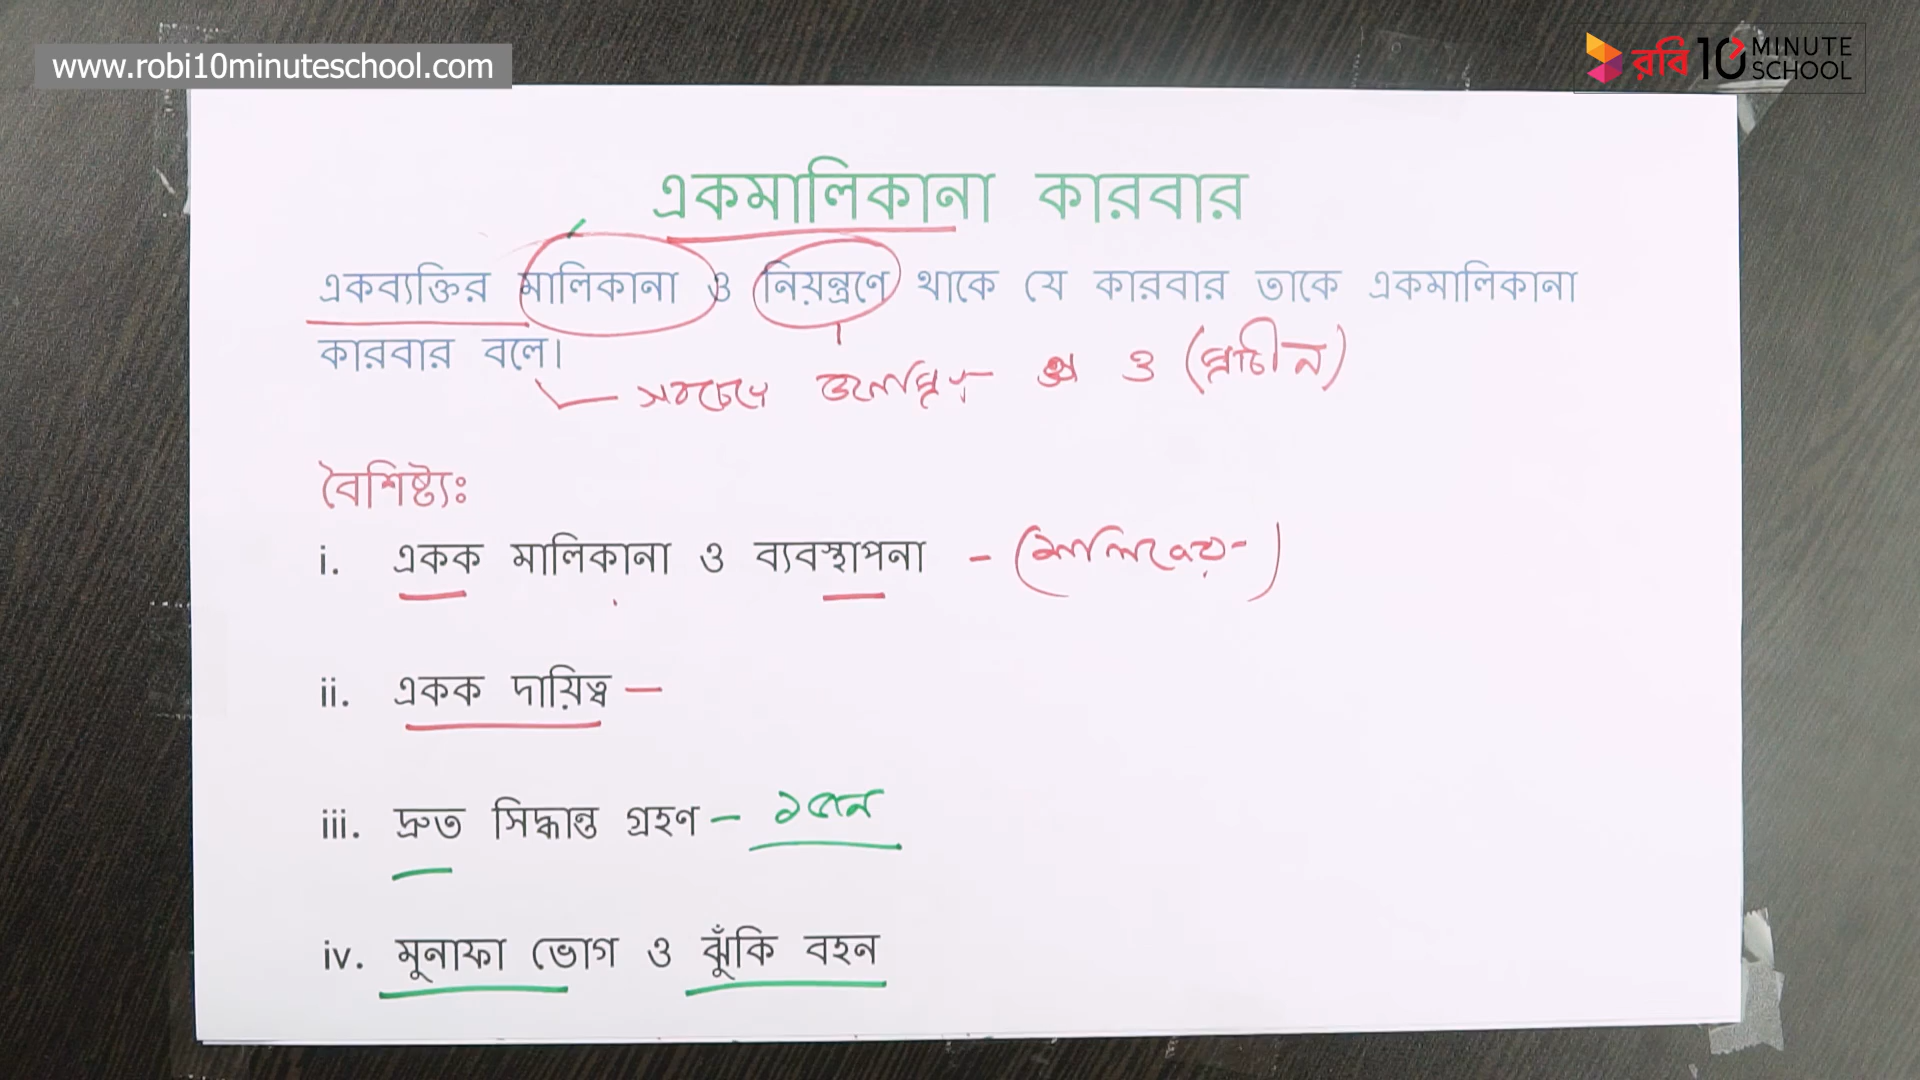 www.robi10minuteschool.com
রবি 10 MINUTE SCHOOL
একমালিকানা কারবার
একব্যক্তির মালিকানা ও নিয়ন্ত্রণে থাকে যে কারবার তাকে একমালিকানা
কারবার বলে।
সবচেয়ে জনপ্রিয় ও (প্রাচীন)
বৈশিষ্ট্যঃ
i. একক মালিকানা ও ব্যবস্থাপনা - (মালিকের)
ii. একক দায়িত্ব -
iii. দ্রুত সিদ্ধান্ত গ্রহণ - ১জন
iv. মুনাফা ভোগ ও ঝুঁকি বহন